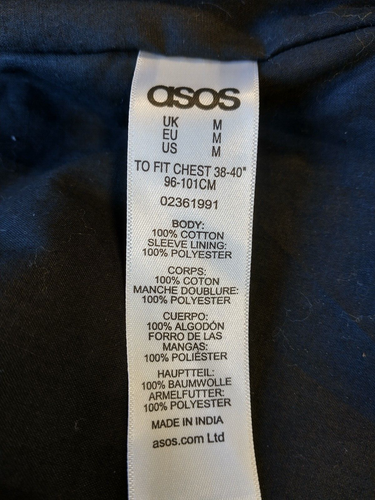 asos
UK M
EU M
US M
TO FIT CHEST 38-40"
96-101CM
02361991
BODY:
100% COTTON
SLEEVE LINING:
100% POLYESTER
CORPS:
100% COTON
MANCHE DOUBLURE:
100% POLYESTER
CUERPO:
100% ALGODÓN
FORRO DE LAS
MANGAS:
100% POLIÉSTER
HAUPTTEIL:
100% BAUMWOLLE
ARMELFUTTER:
100% POLYESTER
MADE IN INDIA
asos.com Ltd